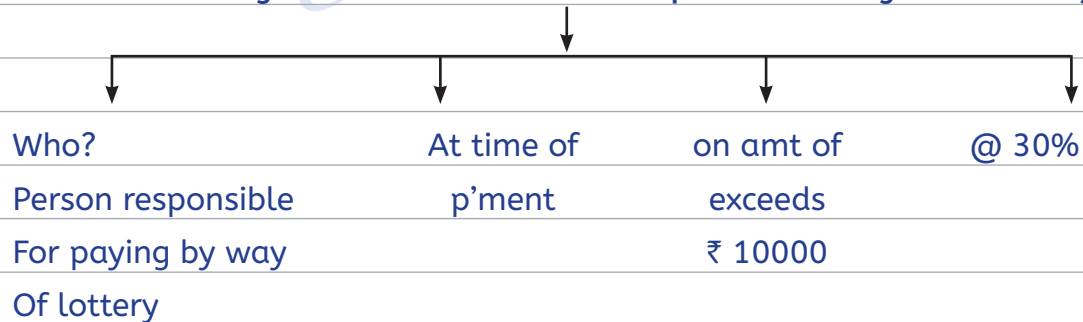 Who? At time of on amt of @ 30%
Person responsible p'ment exceeds
For paying by way ₹ 10000
Of lottery